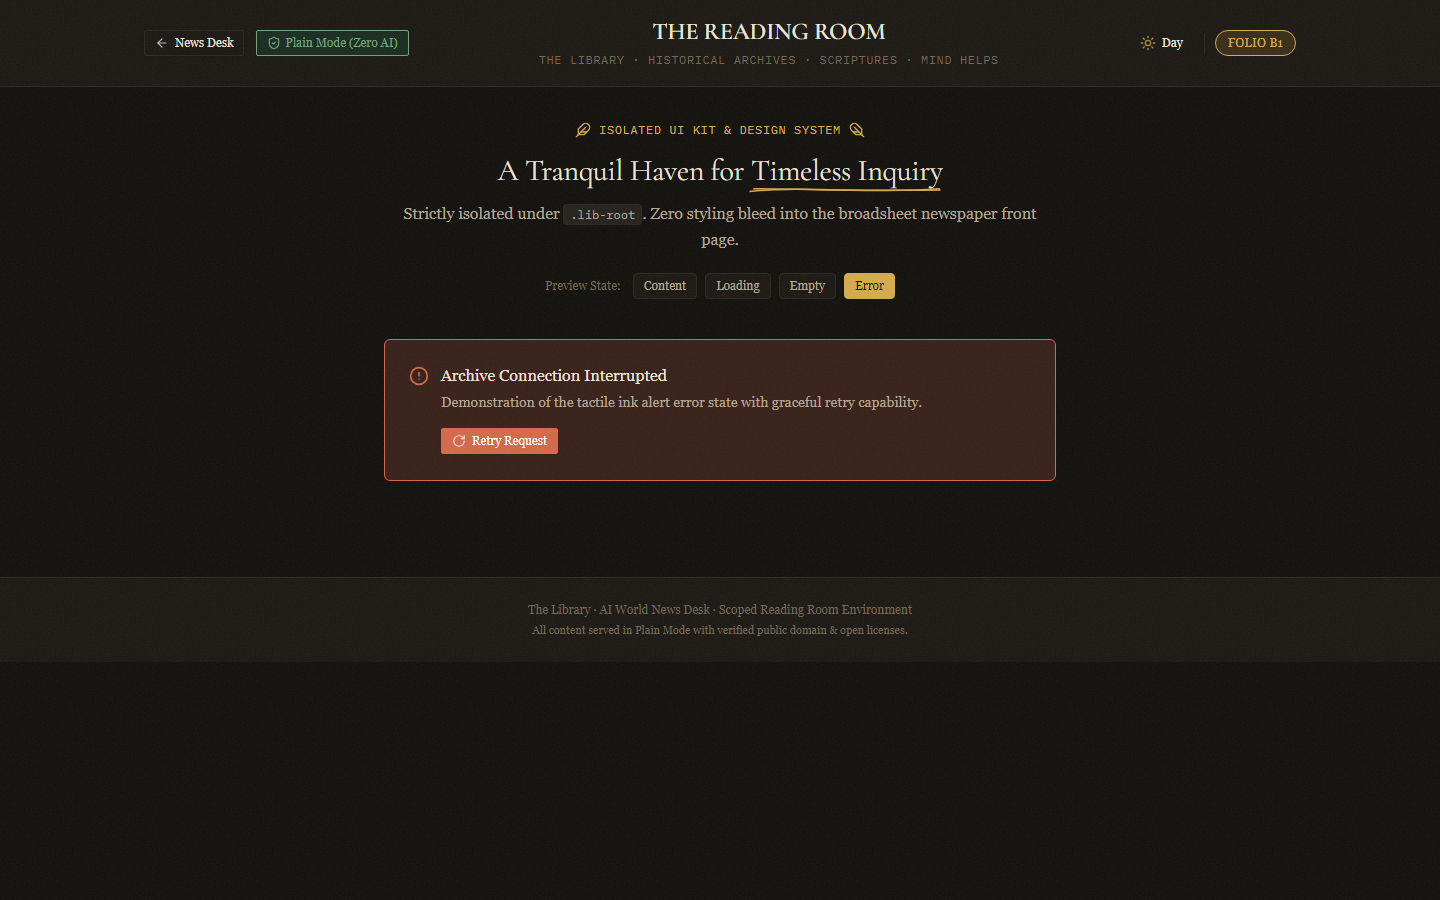 News Desk
Plain Mode (Zero AI)
THE READING ROOM
THE LIBRARY · HISTORICAL ARCHIVES · SCRIPTURES · MIND HELPS
Day
FOLIO B1
ISOLATED UI KIT & DESIGN SYSTEM
A Tranquil Haven for Timeless Inquiry
Strictly isolated under .lib-root. Zero styling bleed into the broadsheet newspaper front
page.
Preview State: Content Loading Empty Error
Archive Connection Interrupted
Demonstration of the tactile ink alert error state with graceful retry capability.
Retry Request
The Library · AI World News Desk · Scoped Reading Room Environment
All content served in Plain Mode with verified public domain & open licenses.